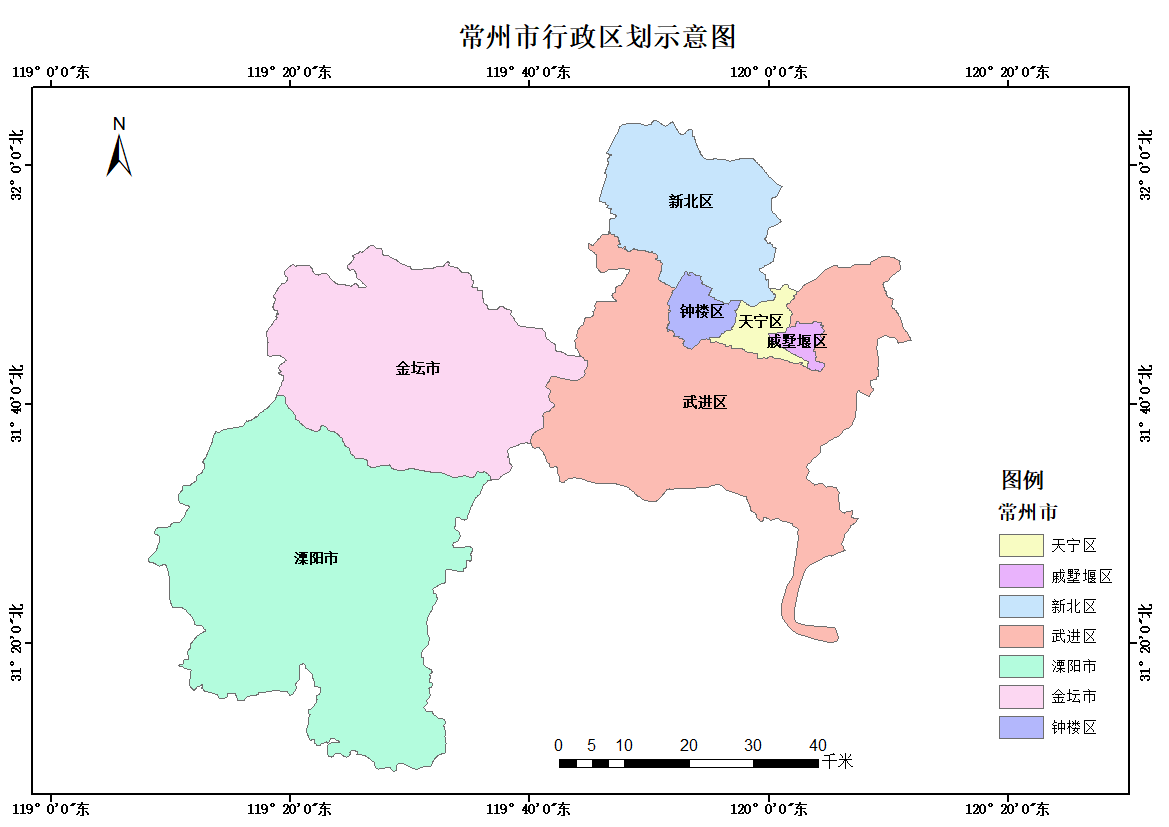 常州市行政区划示意图
119° 0'0"东
119° 20'0"东
119° 40'0"东
120° 0'0"东
120° 20'0"东
N
32° 0'0"北
32° 0'0"北
新北区
钟楼区
天宁区
戚墅堰区
金坛市
武进区
31° 40'0"北
31° 40'0"北
溧阳市
31° 20'0"北
31° 20'0"北
图例
常州市
天宁区
戚墅堰区
新北区
武进区
溧阳市
金坛市
钟楼区
0 5 10 20 30 40
千米
119° 0'0"东
119° 20'0"东
119° 40'0"东
120° 0'0"东
120° 20'0"东